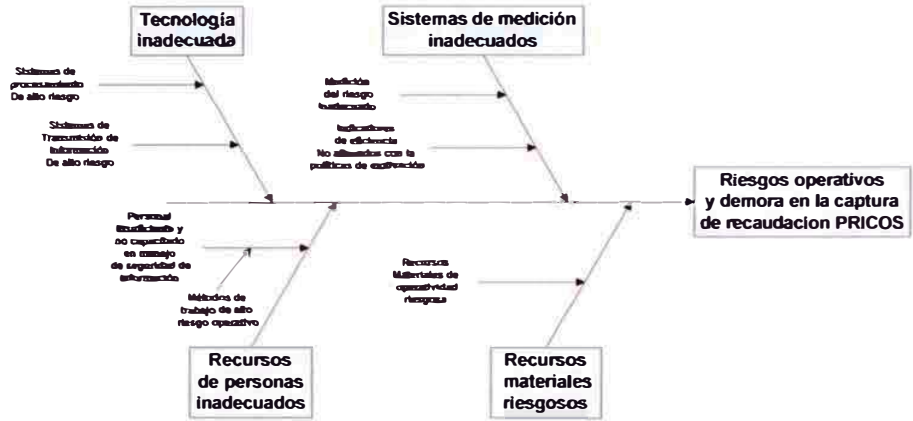 Tecnología
inadecuada
Sistemas de medición
inadecuados
Sistemas de
procesamiento
De alto riesgo
Sistemas de
Transmisión de
Información
De alto riesgo
Medición
del riesgo
Inadecuado
Indicadores
de eficiencia
No alineados con la
políticas de
Riesgos operativos
y demora en la captura
de recaudacion PRICOS
Personal
Insuficiente y
no capacitado
en manejo
de seguridad de
información
Métodos de
trabajo de alto
riesgo operativo
Recursos
Materiales de
operatividad
riesgosa
Recursos
de personas
inadecuados
Recursos
materiales
riesgosos